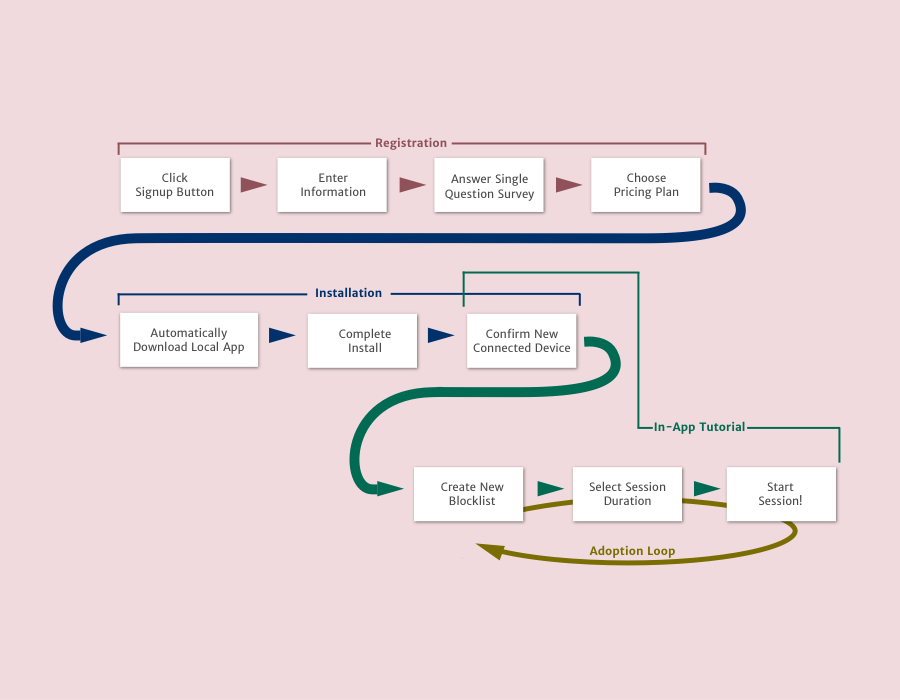 Registration
Click
Signup Button
Enter
Information
Answer Single
Question Survey
Choose
Pricing Plan
Installation
Automatically
Download Local App
Complete
Install
Confirm New
Connected Device
In-App Tutorial
Create New
Blocklist
Select Session
Duration
Start
Session!
Adoption Loop